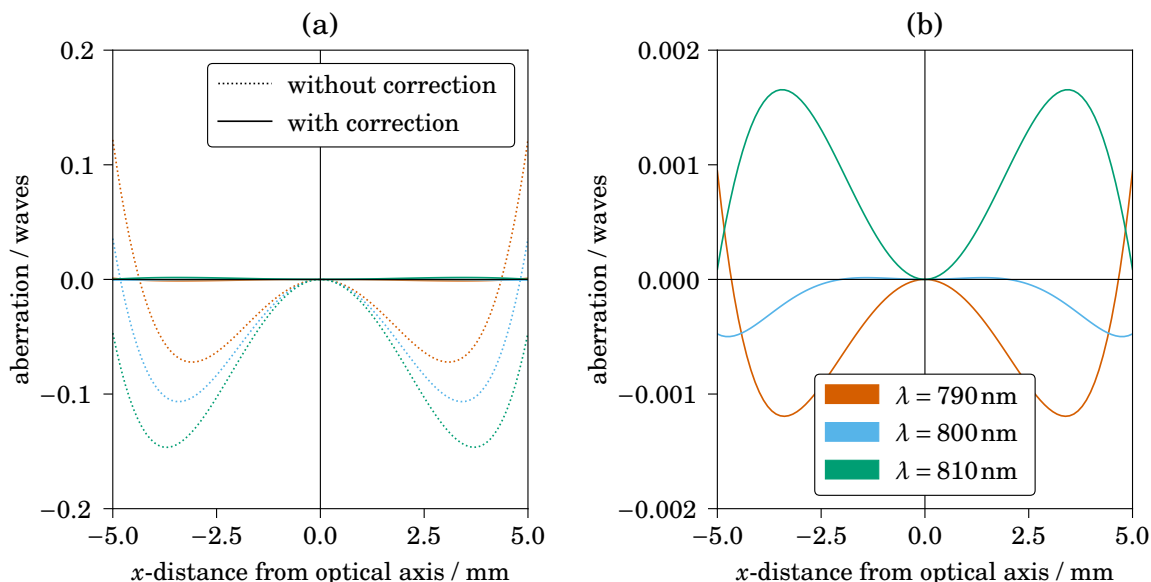 (a)
0.2
0.1
0.0
−0.1
−0.2
aberration / waves
without correction
with correction
−5.0
−2.5
0.0
2.5
5.0
x-distance from optical axis / mm
(b)
0.002
0.001
0.000
−0.001
−0.002
aberration / waves
λ = 790 nm
λ = 800 nm
λ = 810 nm
−5.0
−2.5
0.0
2.5
5.0
x-distance from optical axis / mm